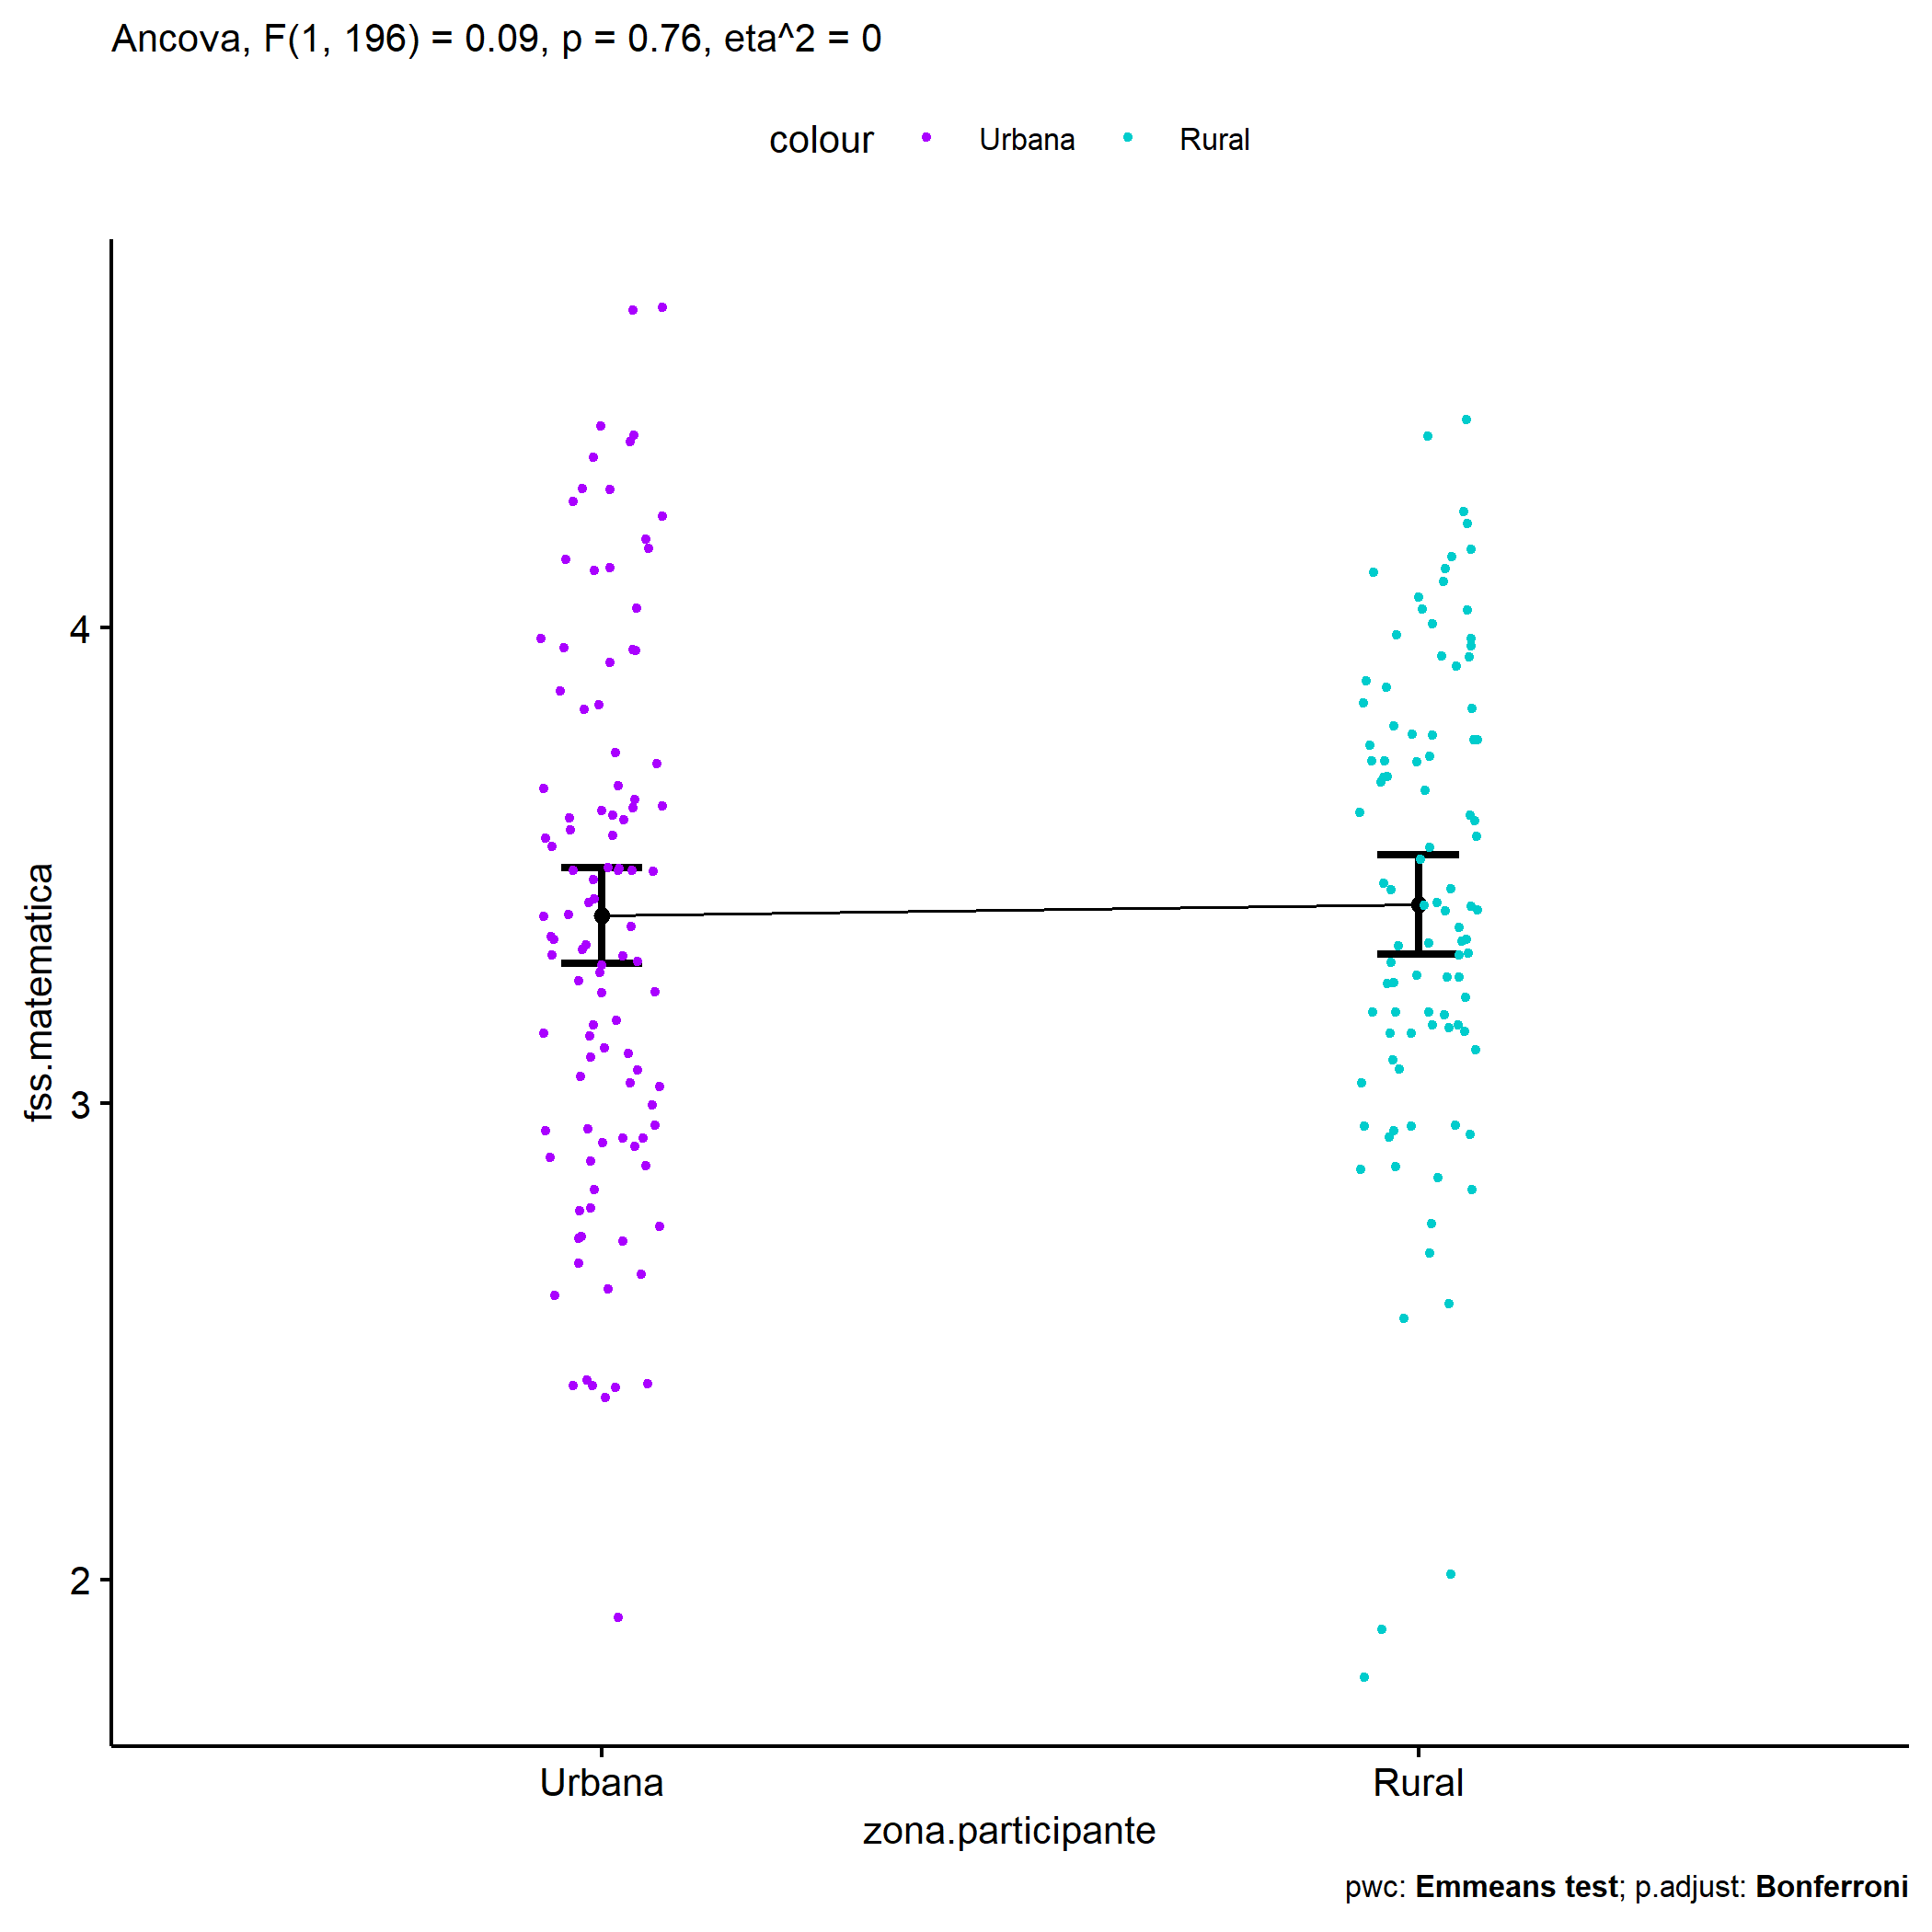 Ancova, F(1, 196) = 0.09, p = 0.76, eta^2 = 0
colour Urbana Rural
fss.matematica
4
3
2
Urbana Rural
zona.participante
pwc: Emmeans test; p.adjust: Bonferroni